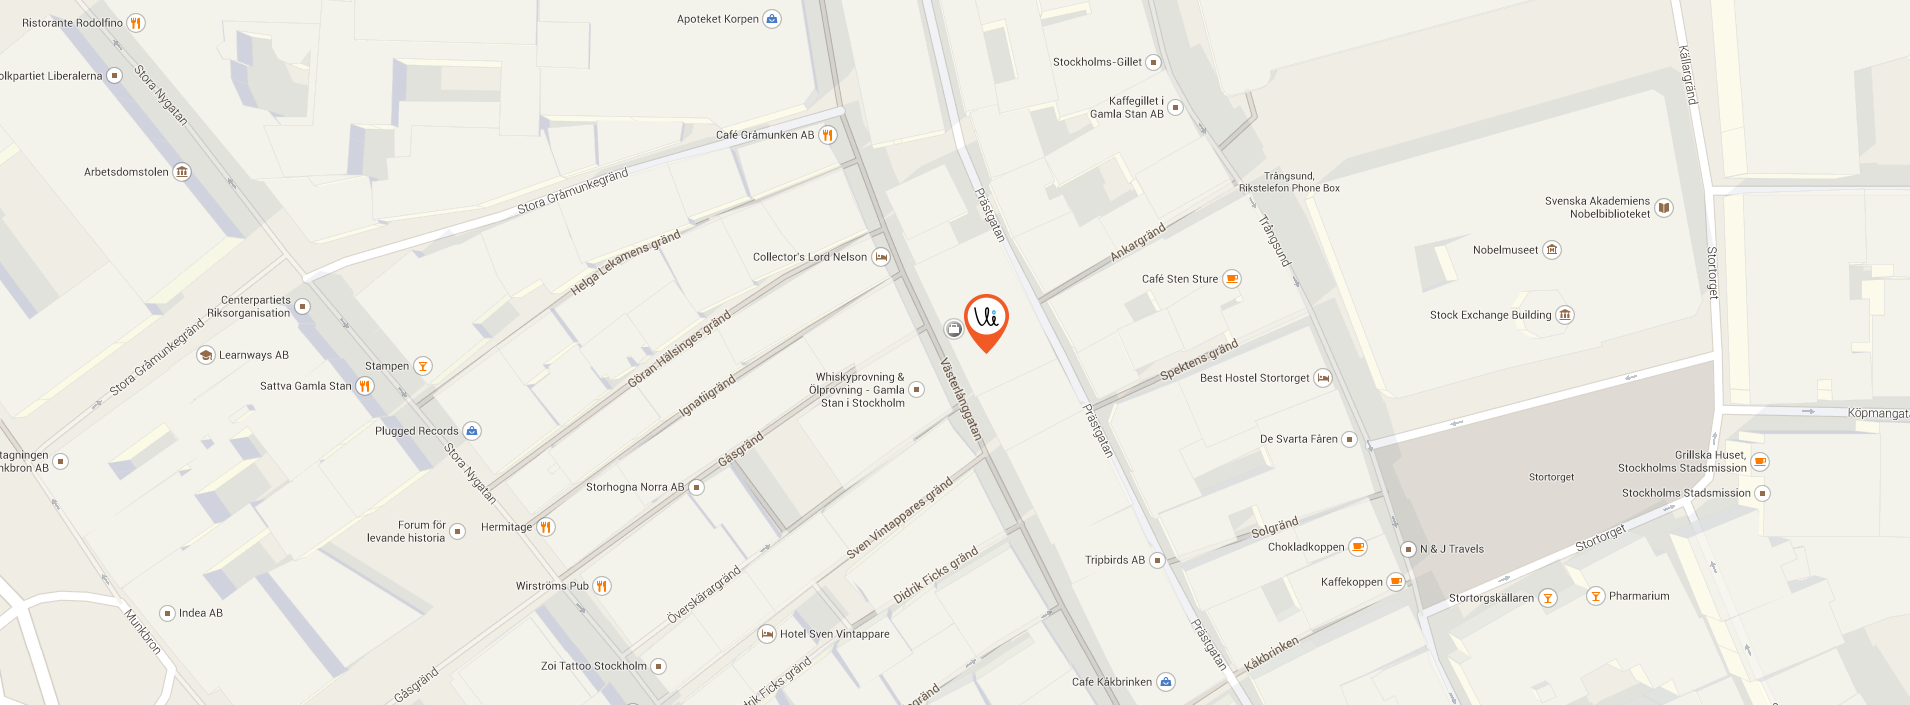 Ristorante Rodolfino
Apoteket Korpen
olkpartiet Liberalerna
Stora Nygatan
Stockholms-Gillet
Källargränd
Kaffegillet i
Gamla Stan AB
Café Gråmunken AB
Arbetsdomstolen
Stora Gråmunkegränd
Prästgatan
Trångsund,
Rikstelefon Phone Box
Svenska Akademiens
Nobelbiblioteket
Trångsund
Ankargränd
Helga Lekamens gränd
Collector's Lord Nelson
Nobelmuseet
Café Sten Sture
Stortorget
Centerpartiets
Riksorganisation
Stock Exchange Building
Göran Hälsinges gränd
Stora Gråmunkegränd
Learnways AB
Stampen
Sattva Gamla Stan
Spektens gränd
Best Hostel Stortorget
Ignatiigränd
Whiskyprovning &
Ölprovning - Gamla
Stan i Stockholm
Västerlånggatan
Prästgatan
Köpmangata
Plugged Records
De Svarta Fåren
Gåsgränd
tagningen
nkbron AB
Grillska Huset,
Stockholms Stadsmission
Stora Nygatan
Stortorget
Storhogna Norra AB
Stockholms Stadsmission
Sven Vintappares gränd
Forum för
levande historia
Hermitage
Solgränd
Stortorget
Chokladkoppen
N & J Travels
Tripbirds AB
Didrik Ficks gränd
Kaffekoppen
Wirströms Pub
Överskärargränd
Stortorgskällaren
Pharmarium
Indea AB
Munkbron
Hotel Sven Vintappare
Prästgatan
Kåkbrinken
Zoi Tattoo Stockholm
Gåsgränd
drik Ficks gränd
Cafe Kåkbrinken
gränd